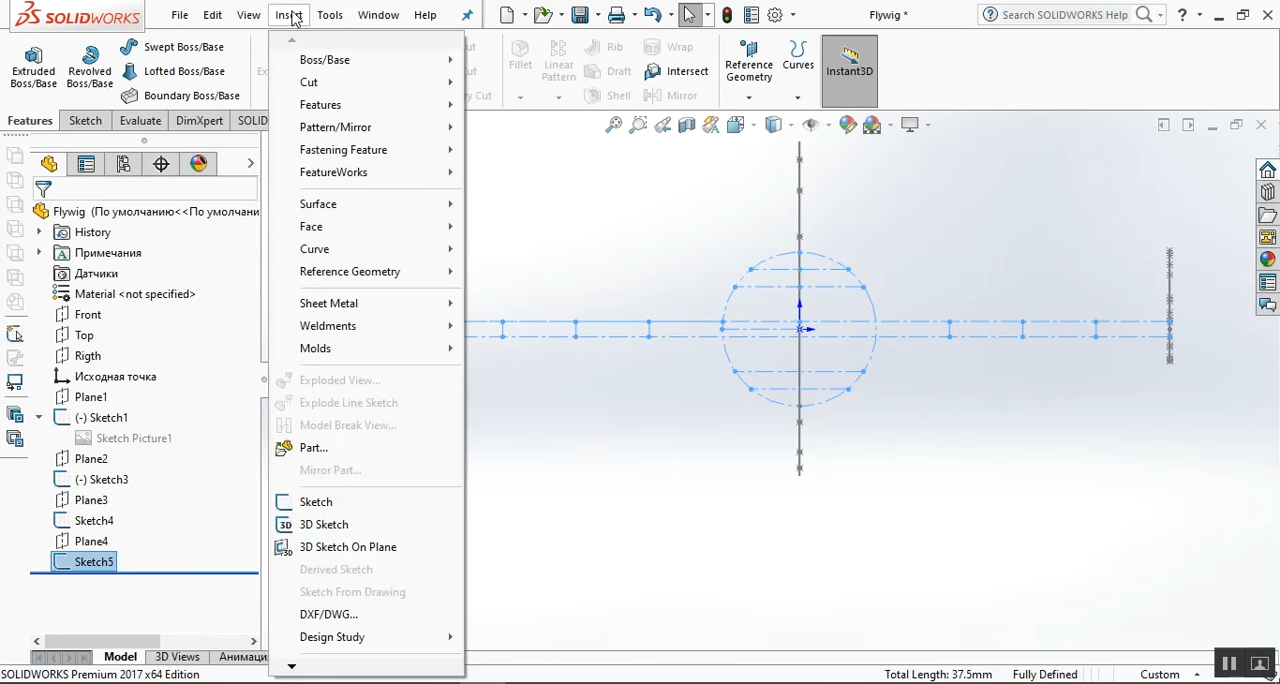 SOLIDWORKS
File Edit View Insert Tools Window Help
Flywig *
Search SOLIDWORKS Help
Extruded Boss/Base
Revolved Boss/Base
Swept Boss/Base
Lofted Boss/Base
Boundary Boss/Base
Fillet
Linear Pattern
Rib
Draft
Shell
Wrap
Intersect
Mirror
Reference Geometry
Curves
Instant3D
Features Sketch Evaluate DimXpert SOLID
Flywig (По умолчанию<<По умолчани
History
Примечания
Датчики
Material <not specified>
Front
Top
Rigth
Исходная точка
Plane1
(-) Sketch1
Sketch Picture1
Plane2
(-) Sketch3
Plane3
Sketch4
Plane4
Sketch5
Boss/Base
Cut
Features
Pattern/Mirror
Fastening Feature
FeatureWorks
Surface
Face
Curve
Reference Geometry
Sheet Metal
Weldments
Molds
Exploded View...
Explode Line Sketch
Model Break View...
Part...
Mirror Part...
Sketch
3D Sketch
3D Sketch On Plane
Derived Sketch
Sketch From Drawing
DXF/DWG...
Design Study
Model 3D Views Анимаци
SOLIDWORKS Premium 2017 x64 Edition
Total Length: 37.5mm Fully Defined Custom